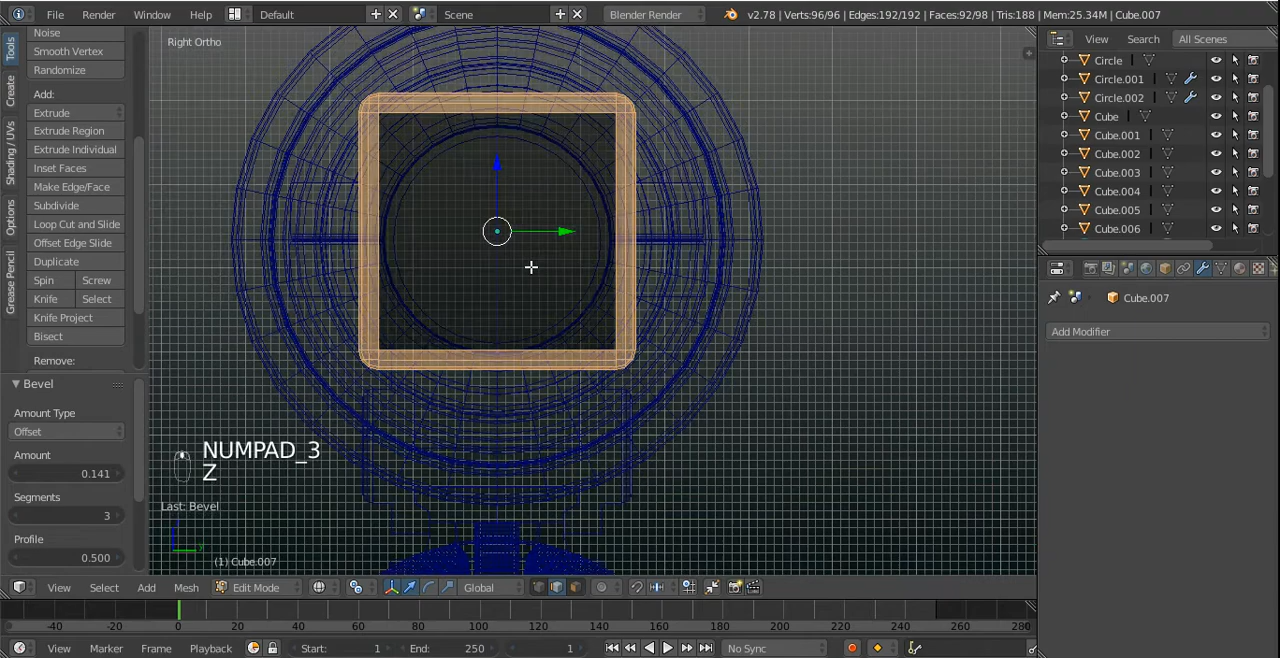 File Render Window Help Default Scene Blender Render v2.78 | Verts:96/96 | Edges:192/192 | Faces:92/98 | Tris:188 | Mem:25.34M | Cube.007
Tools
Create
Shading / UVs
Options
Grease Pencil
Noise
Smooth Vertex
Randomize
Add:
Extrude
Extrude Region
Extrude Individual
Inset Faces
Make Edge/Face
Subdivide
Loop Cut and Slide
Offset Edge Slide
Duplicate
Spin Screw
Knife Select
Knife Project
Bisect
Remove:
Bevel
Amount Type
Offset
Amount
0.141
Segments
3
Profile
0.500
Right Ortho
NUMPAD_3
Z
Last: Bevel
(1) Cube.007
View Select Add Mesh Edit Mode Global
-40 -20 0 20 40 60 80 100 120 140 160 180 200 220 240 260 280
View Marker Frame Playback Start: 1 End: 250 1 No Sync
View Search All Scenes
Circle
Circle.001
Circle.002
Cube
Cube.001
Cube.002
Cube.003
Cube.004
Cube.005
Cube.006
Cube.007
Add Modifier